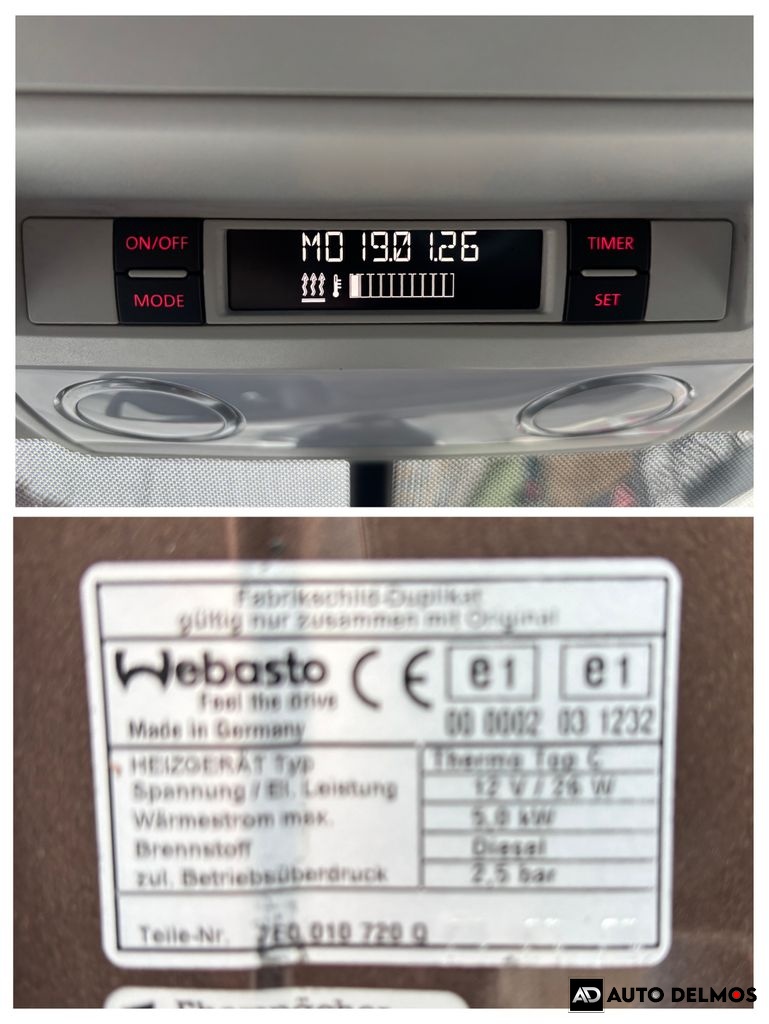 ON/OFF
MO 19.01.26
TIMER
MODE
SET
Fabrikschild-Duplikat
gültig nur zusammen mit Original
Webasto
Feel the drive
Made in Germany
CE
e1 e1
00 0002 03 1232
HEIZGERÄT Typ Thermo Top C
Spannung / El. Leistung 12 V / 26 W
Wärmestrom max. 5,0 kW
Brennstoff Diesel
zul. Betriebsüberdruck 2,5 bar
Teile-Nr. 7E0 010 720 Q
AD AUTO DELMOS